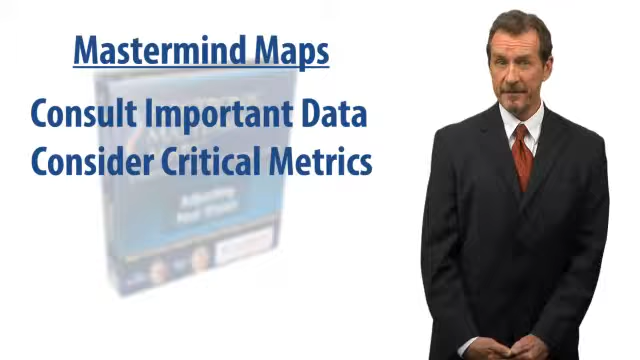 Mastermind Maps
Consult Important Data
Consider Critical Metrics